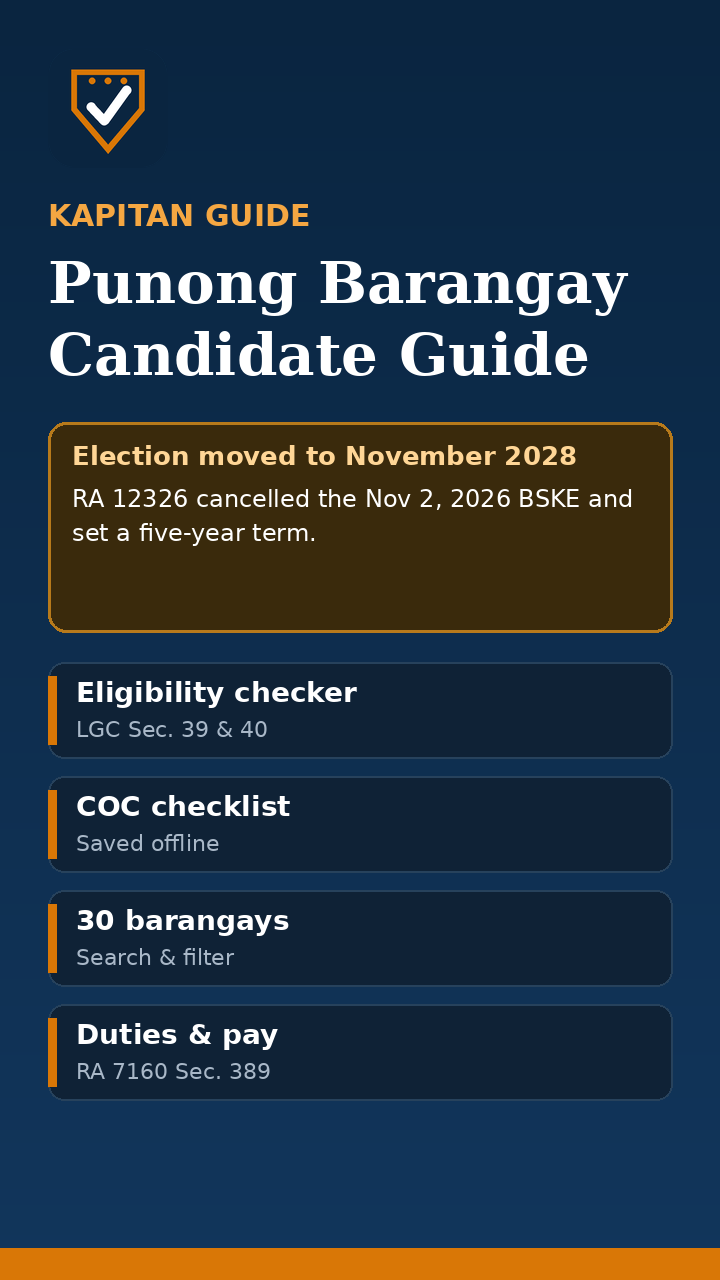 KAPITAN GUIDE
Punong Barangay
Candidate Guide
Election moved to November 2028
RA 12326 cancelled the Nov 2, 2026 BSKE and
set a five-year term.
Eligibility checker
LGC Sec. 39 & 40
COC checklist
Saved offline
30 barangays
Search & filter
Duties & pay
RA 7160 Sec. 389